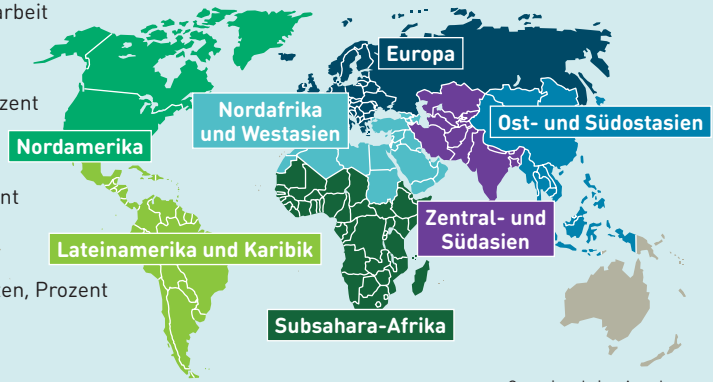 arbeit
Europa
zent
Nordafrika
und Westasien
Ost- und Südostasien
Nordamerika
nt
Zentral- und
Südasien
Lateinamerika und Karibik
en, Prozent
Subsahara-Afrika